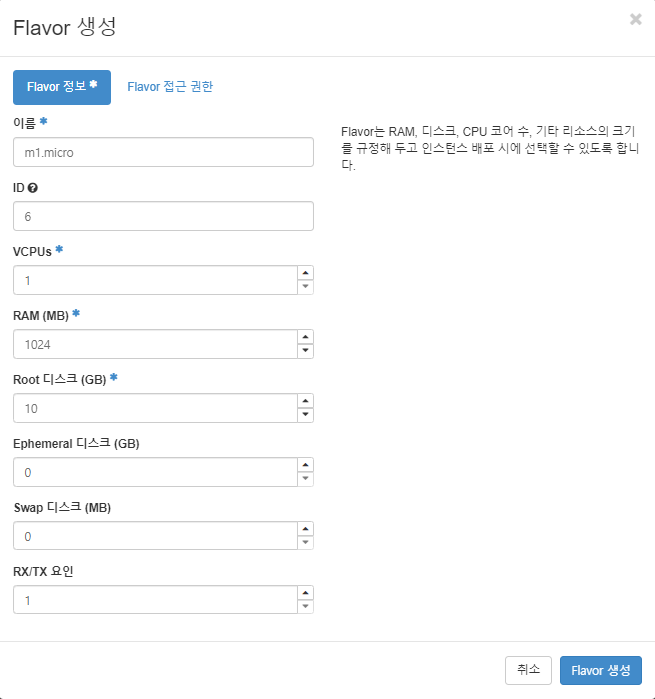 Flavor 생성
Flavor 정보 *
Flavor 접근 권한
이름 *
m1.micro
Flavor는 RAM, 디스크, CPU 코어 수, 기타 리소스의 크기
를 규정해 두고 인스턴스 배포 시에 선택할 수 있도록 합니
다.
ID
6
VCPUs *
1
RAM (MB) *
1024
Root 디스크 (GB) *
10
Ephemeral 디스크 (GB)
0
Swap 디스크 (MB)
0
RX/TX 요인
1
취소
Flavor 생성